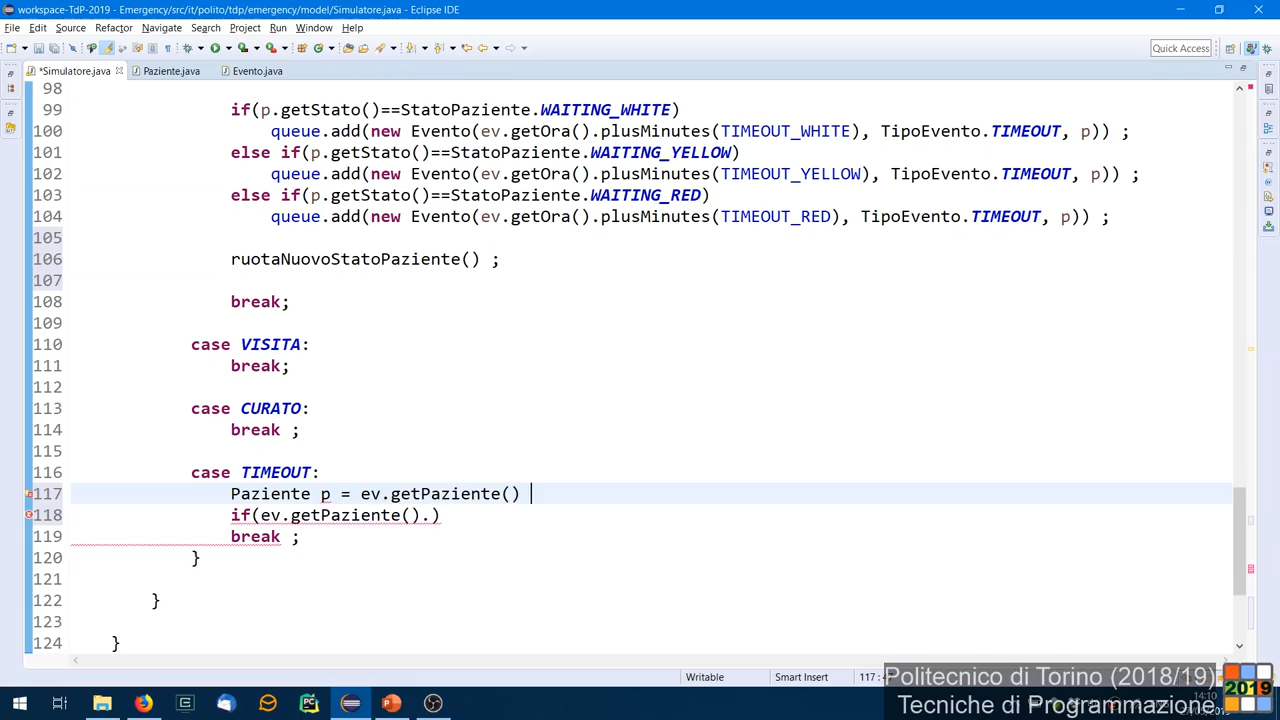 workspace-TdP-2019 - Emergency/src/it/polito/tdp/emergency/model/Simulatore.java - Eclipse IDE
File Edit Source Refactor Navigate Search Project Run Window Help
Quick Access
*Simulatore.java Paziente.java Evento.java
98
99 if(p.getStato()==StatoPaziente.WAITING_WHITE)
100 queue.add(new Evento(ev.getOra().plusMinutes(TIMEOUT_WHITE), TipoEvento.TIMEOUT, p)) ;
101 else if(p.getStato()==StatoPaziente.WAITING_YELLOW)
102 queue.add(new Evento(ev.getOra().plusMinutes(TIMEOUT_YELLOW), TipoEvento.TIMEOUT, p)) ;
103 else if(p.getStato()==StatoPaziente.WAITING_RED)
104 queue.add(new Evento(ev.getOra().plusMinutes(TIMEOUT_RED), TipoEvento.TIMEOUT, p)) ;
105
106 ruotaNuovoStatoPaziente() ;
107
108 break;
109
110 case VISITA:
111 break;
112
113 case CURATO:
114 break ;
115
116 case TIMEOUT:
117 Paziente p = ev.getPaziente()
118 if(ev.getPaziente().)
119 break ;
120 }
121
122 }
123
124 }
Writable Smart Insert 117 :
Politecnico di Torino (2018/19)
Tecniche di Programmazione
2019
14:10